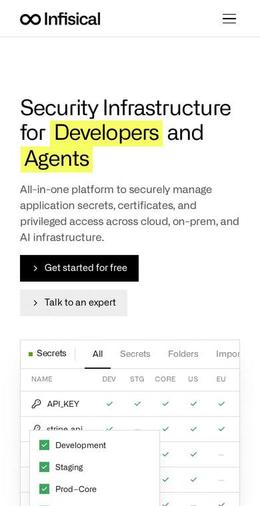 Infisical
Security Infrastructure
for Developers and
Agents
All-in-one platform to securely manage
application secrets, certificates, and
privileged access across cloud, on-prem, and
AI infrastructure.
Get started for free
Talk to an expert
Secrets All Secrets Folders Impor
NAME DEV STG CORE US EU
API_KEY
Development
Staging
Prod-Core